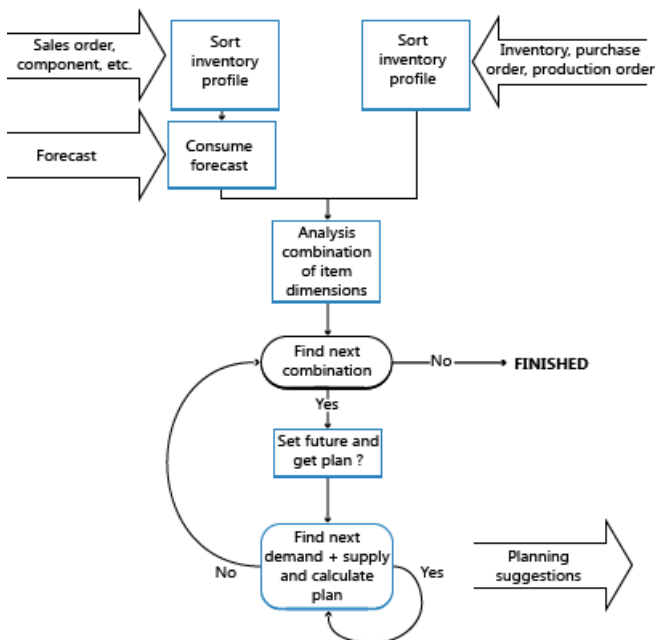 Sales order,
component, etc.
Sort
inventory
profile
Sort
inventory
profile
Inventory, purchase
order, production order
Forecast
Consume
forecast
Analysis
combination
of item
dimensions
Find next
combination
No
FINISHED
Yes
Set future and
get plan ?
Find next
demand + supply
and calculate
plan
No
Yes
Planning
suggestions